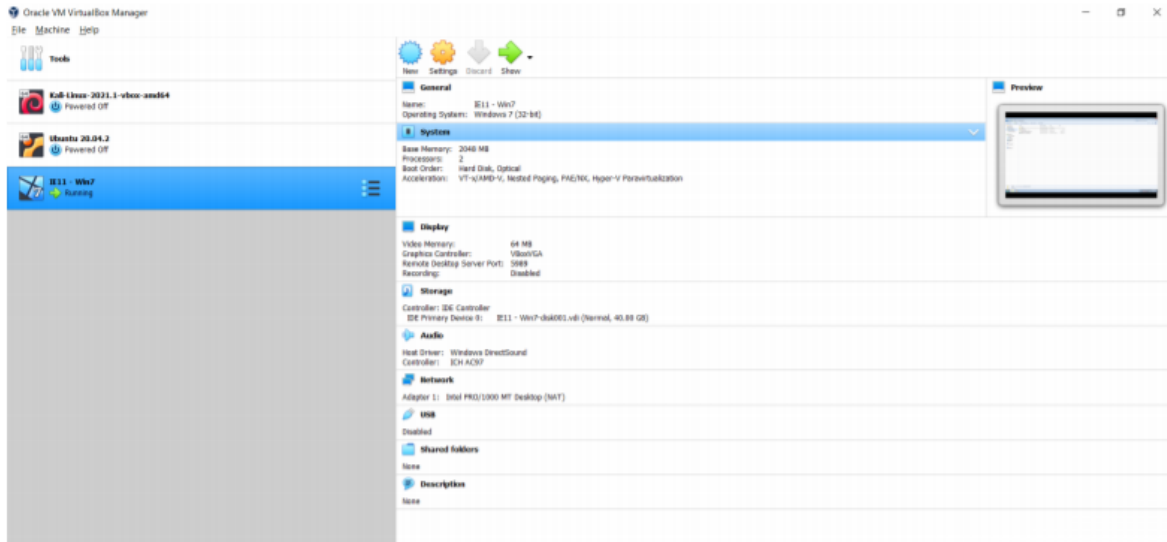 Oracle VM VirtualBox Manager
File Machine Help
Tools
Kali-Linux-2021.1-vbox-amd64
Powered Off
Ubuntu 20.04.2
Powered Off
IE11 - Win7
Running
New Settings Discard Show
General
Name: IE11 - Win7
Operating System: Windows 7 (32-bit)
System
Base Memory: 2048 MB
Processors: 2
Boot Order: Hard Disk, Optical
Acceleration: VT-x/AMD-V, Nested Paging, PAE/NX, Hyper-V Paravirtualization
Preview
Display
Video Memory: 64 MB
Graphics Controller: VBoxVGA
Remote Desktop Server Port: 5989
Recording: Disabled
Storage
Controller: IDE Controller
IDE Primary Device 0: IE11 - Win7-disk001.vdi (Normal, 40.00 GB)
Audio
Host Driver: Windows DirectSound
Controller: ICH AC97
Network
Adapter 1: Intel PRO/1000 MT Desktop (NAT)
USB
Disabled
Shared folders
None
Description
None